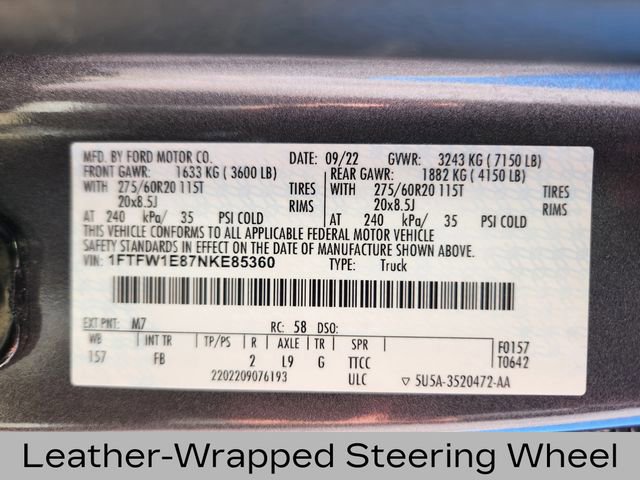 MFD. BY FORD MOTOR CO. DATE: 09/22 GVWR: 3243 KG ( 7150 LB)
FRONT GAWR: 1633 KG ( 3600 LB) REAR GAWR: 1882 KG ( 4150 LB)
WITH 275/60R20 115T TIRES WITH 275/60R20 115T TIRES
20x8.5J RIMS 20x8.5J RIMS
AT 240 kPa/ 35 PSI COLD AT 240 kPa/ 35 PSI COLD
THIS VEHICLE CONFORMS TO ALL APPLICABLE FEDERAL MOTOR VEHICLE
SAFETY STANDARDS IN EFFECT ON THE DATE OF MANUFACTURE SHOWN ABOVE.
VIN: 1FTFW1E87NKE85360 TYPE: Truck
EXT PNT: M7 RC: 58 DSO:
WB INT TR TP/PS R AXLE TR SPR F0157
157 FB 2 L9 G TTCC T0642
2202209076193 ULC ▽ 5U5A-3520472-AA
Leather-Wrapped Steering Wheel